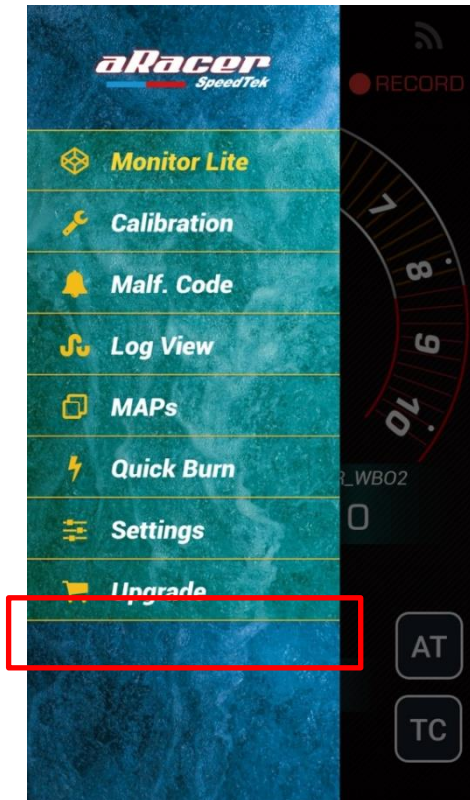 aRacer
SpeedTek
RECORD
Monitor Lite
Calibration
7
Malf. Code
8
Log View
9
MAPs
10
Quick Burn
R_WBO2
0
Settings
Upgrade
AT
TC